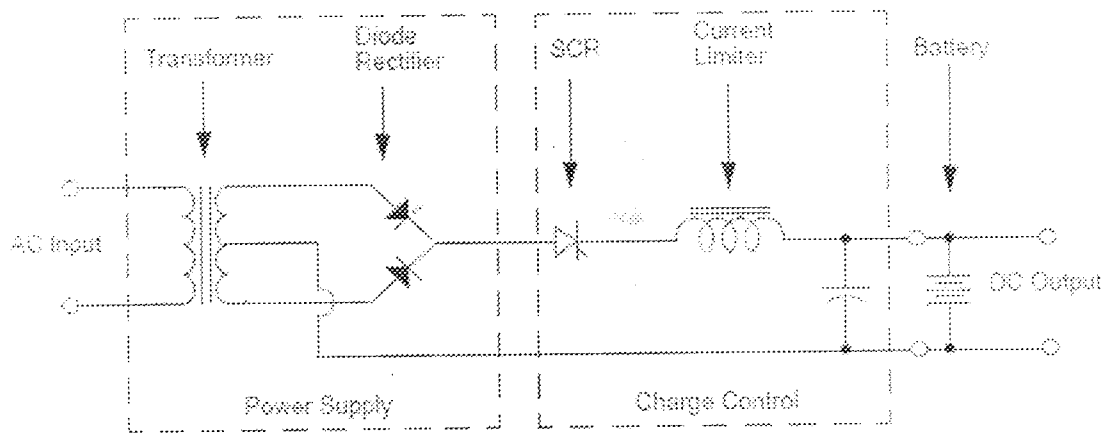 Transformer
Diode
Rectifier
SCR
Current
Limiter
Battery
AC Input
DC Output
Power Supply
Charge Control